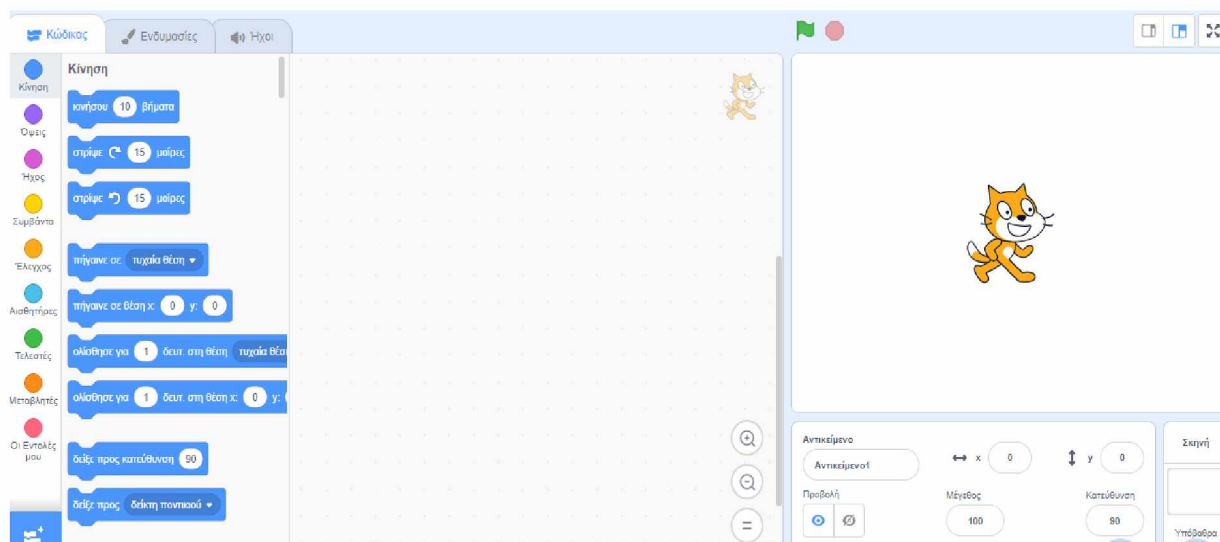 Κώδικας
Ενδυμασίες
Ήχοι
Κίνηση
Όψεις
Ήχος
Συμβάντα
Έλεγχος
Αισθητήρες
Τελεστές
Μεταβλητές
Οι Εντολές
μου
Κίνηση
κινήσου 10 βήματα
στρίψε 15 μοίρες
στρίψε 15 μοίρες
πήγαινε σε τυχαία θέση
πήγαινε σε θέση x: 0 y: 0
ολίσθησε για 1 δευτ. στη θέση τυχαία θέσ
ολίσθησε για 1 δευτ. στη θέση x: 0 y:
δείξε προς κατεύθυνση 90
δείξε προς δείκτη ποντικιού
Αντικείμενο
Αντικείμενο1
x 0
y 0
Προβολή
Μέγεθος
100
Κατεύθυνση
90
Σκηνή
Υπόβαθρα